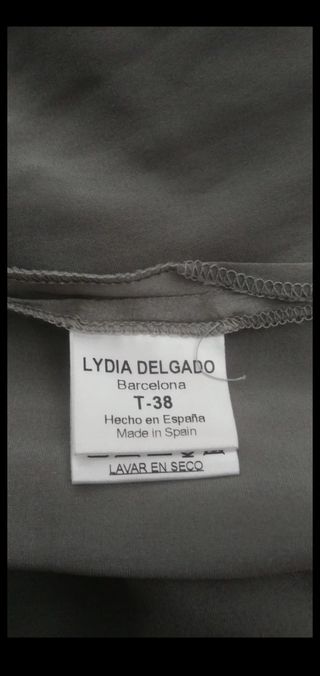 LYDIA DELGADO
Barcelona
T-38
Hecho en España
Made in Spain
LAVAR EN SECO